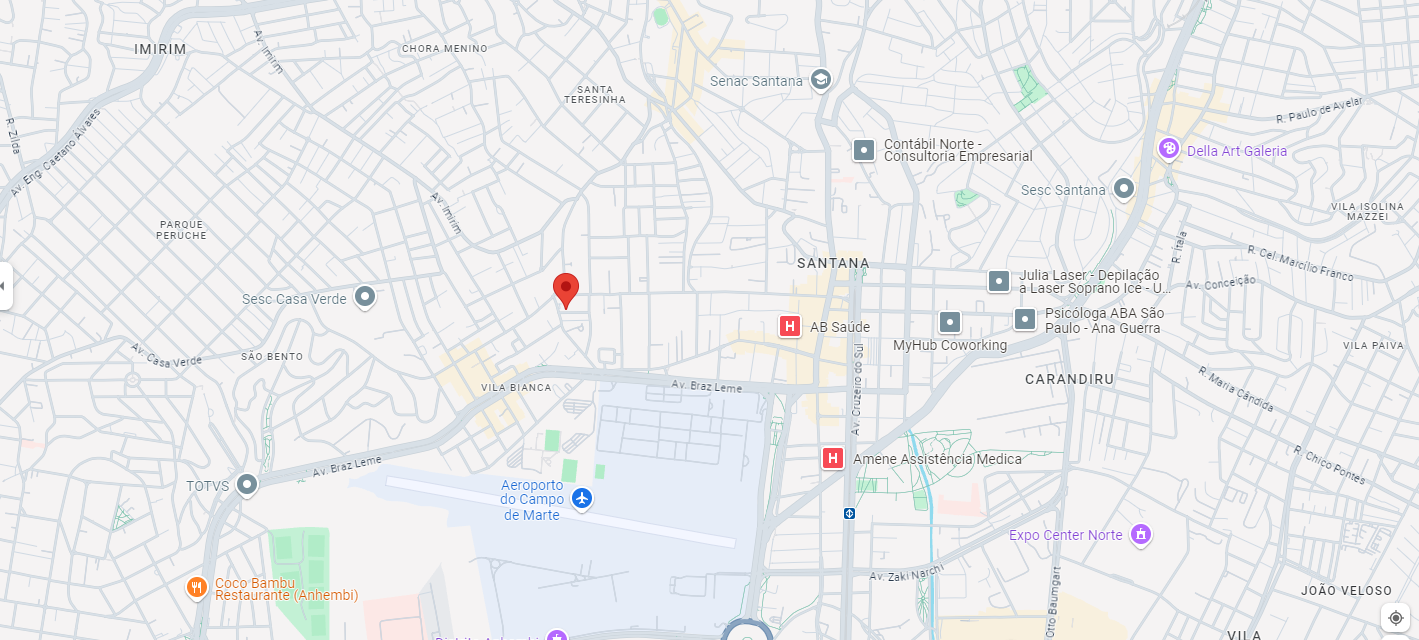 IMIRIM
Av. Imirim
CHORA MENINO
SANTA
TERESINHA
Senac Santana
R. Paulo de Avelar
R. Zilda
Av. Eng. Caetano Álvares
Contábil Norte -
Consultoria Empresarial
Della Art Galeria
Av. Imirim
Sesc Santana
VILA ISOLINA
MAZZEI
PARQUE
PERUCHE
R. Itaía
R. Cel. Marcílio Franco
SANTANA
Julia Laser - Depilação
a Laser Soprano Ice - U...
Av. Conceição
Sesc Casa Verde
AB Saúde
MyHub Coworking
Psicóloga ABA São
Paulo - Ana Guerra
Av. Casa Verde
SÃO BENTO
VILA PAIVA
VILA BIANCA
Av. Braz Leme
Av. Cruzeiro do Sul
CARANDIRU
R. Maria Cândida
Av. Braz Leme
Amene Assistência Medica
R. Chico Pontes
TOTVS
Aeroporto
do Campo
de Marte
Expo Center Norte
Coco Bambu
Restaurante (Anhembi)
Av. Zaki Narchi
Otto Baumgart
JOÃO VELOSO
VILA